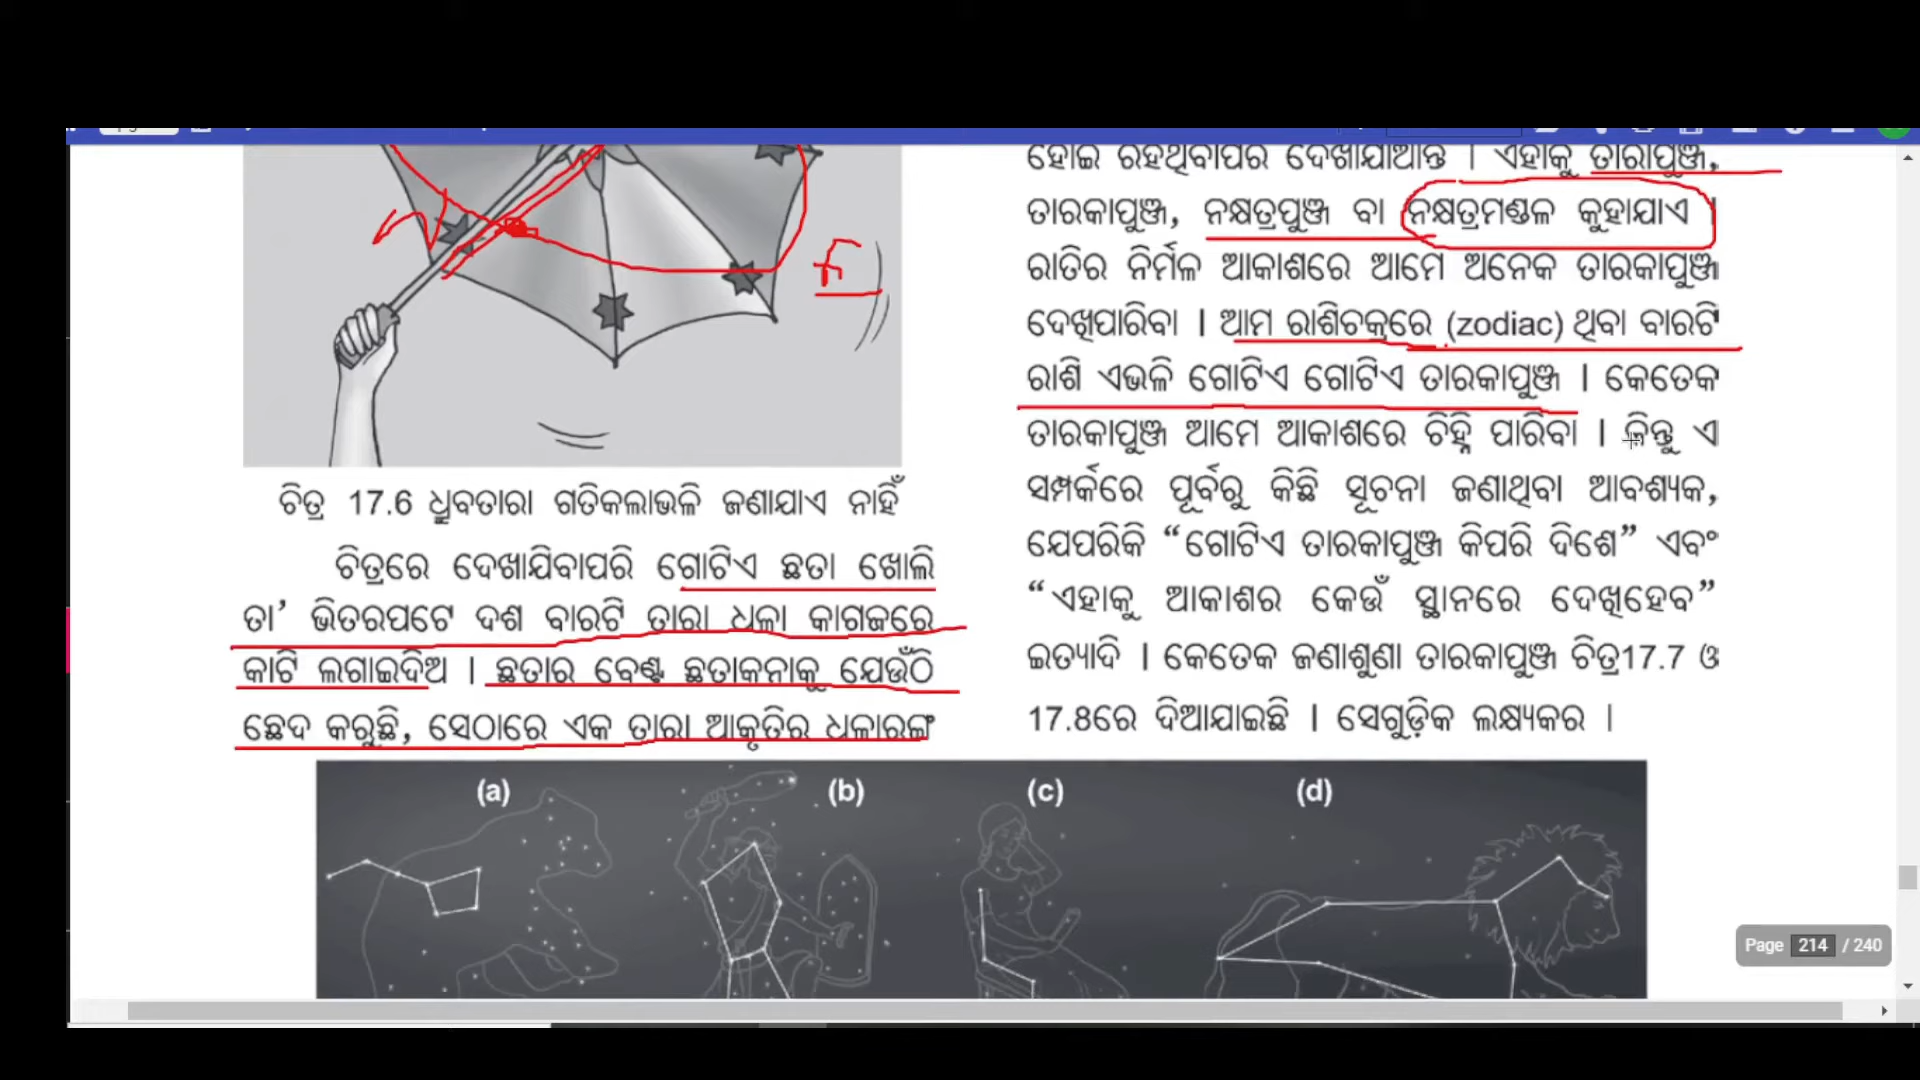 ଚିତ୍ର 17.6 ଧ୍ରୁବତାରା ଗତିକଲାଭଳି ଜଣାଯାଏ ନାହିଁ
ଚିତ୍ରରେ ଦେଖାଯିବାପରି ଗୋଟିଏ ଛତା ଖୋଲି
ତା’ ଭିତରପଟେ ଦଶ ବାରଟି ତାରା ଧଳା କାଗଜରେ
କାଟି ଲଗାଇଦିଅ । ଛତାର ବେଣ୍ଟ ଛତାକନାକୁ ଯେଉଁଠି
ଛେଦ କରୁଛି, ସେଠାରେ ଏକ ତାରା ଆକୃତିର ଧଳାରଙ୍ଗ
ହୋଇ ରହିଥିବାପରି ଦେଖାଯାଆନ୍ତି । ଏହାକୁ ତାରାପୁଞ୍ଜ,
ତାରକାପୁଞ୍ଜ, ନକ୍ଷତ୍ରପୁଞ୍ଜ ବା ନକ୍ଷତ୍ରମଣ୍ଡଳ କୁହାଯାଏ ।
ରାତିର ନିର୍ମଳ ଆକାଶରେ ଆମେ ଅନେକ ତାରକାପୁଞ୍ଜ
ଦେଖିପାରିବା । ଆମ ରାଶିଚକ୍ରରେ (zodiac) ଥିବା ବାରଟି
ରାଶି ଏଭଳି ଗୋଟିଏ ଗୋଟିଏ ତାରକାପୁଞ୍ଜ । କେତେକ
ତାରକାପୁଞ୍ଜ ଆମେ ଆକାଶରେ ଚିହ୍ନି ପାରିବା । କିନ୍ତୁ ଏ
ସମ୍ପର୍କରେ ପୂର୍ବରୁ କିଛି ସୂଚନା ଜଣାଥିବା ଆବଶ୍ୟକ,
ଯେପରିକି “ଗୋଟିଏ ତାରକାପୁଞ୍ଜ କିପରି ଦିଶେ” ଏବଂ
“ଏହାକୁ ଆକାଶର କେଉଁ ସ୍ଥାନରେ ଦେଖିହେବ”
ଇତ୍ୟାଦି । କେତେକ ଜଣାଶୁଣା ତାରକାପୁଞ୍ଜ ଚିତ୍ର17.7 ଓ
17.8ରେ ଦିଆଯାଇଛି । ସେଗୁଡ଼ିକ ଲକ୍ଷ୍ୟକର ।
(a) (b) (c) (d)
Page 214 / 240